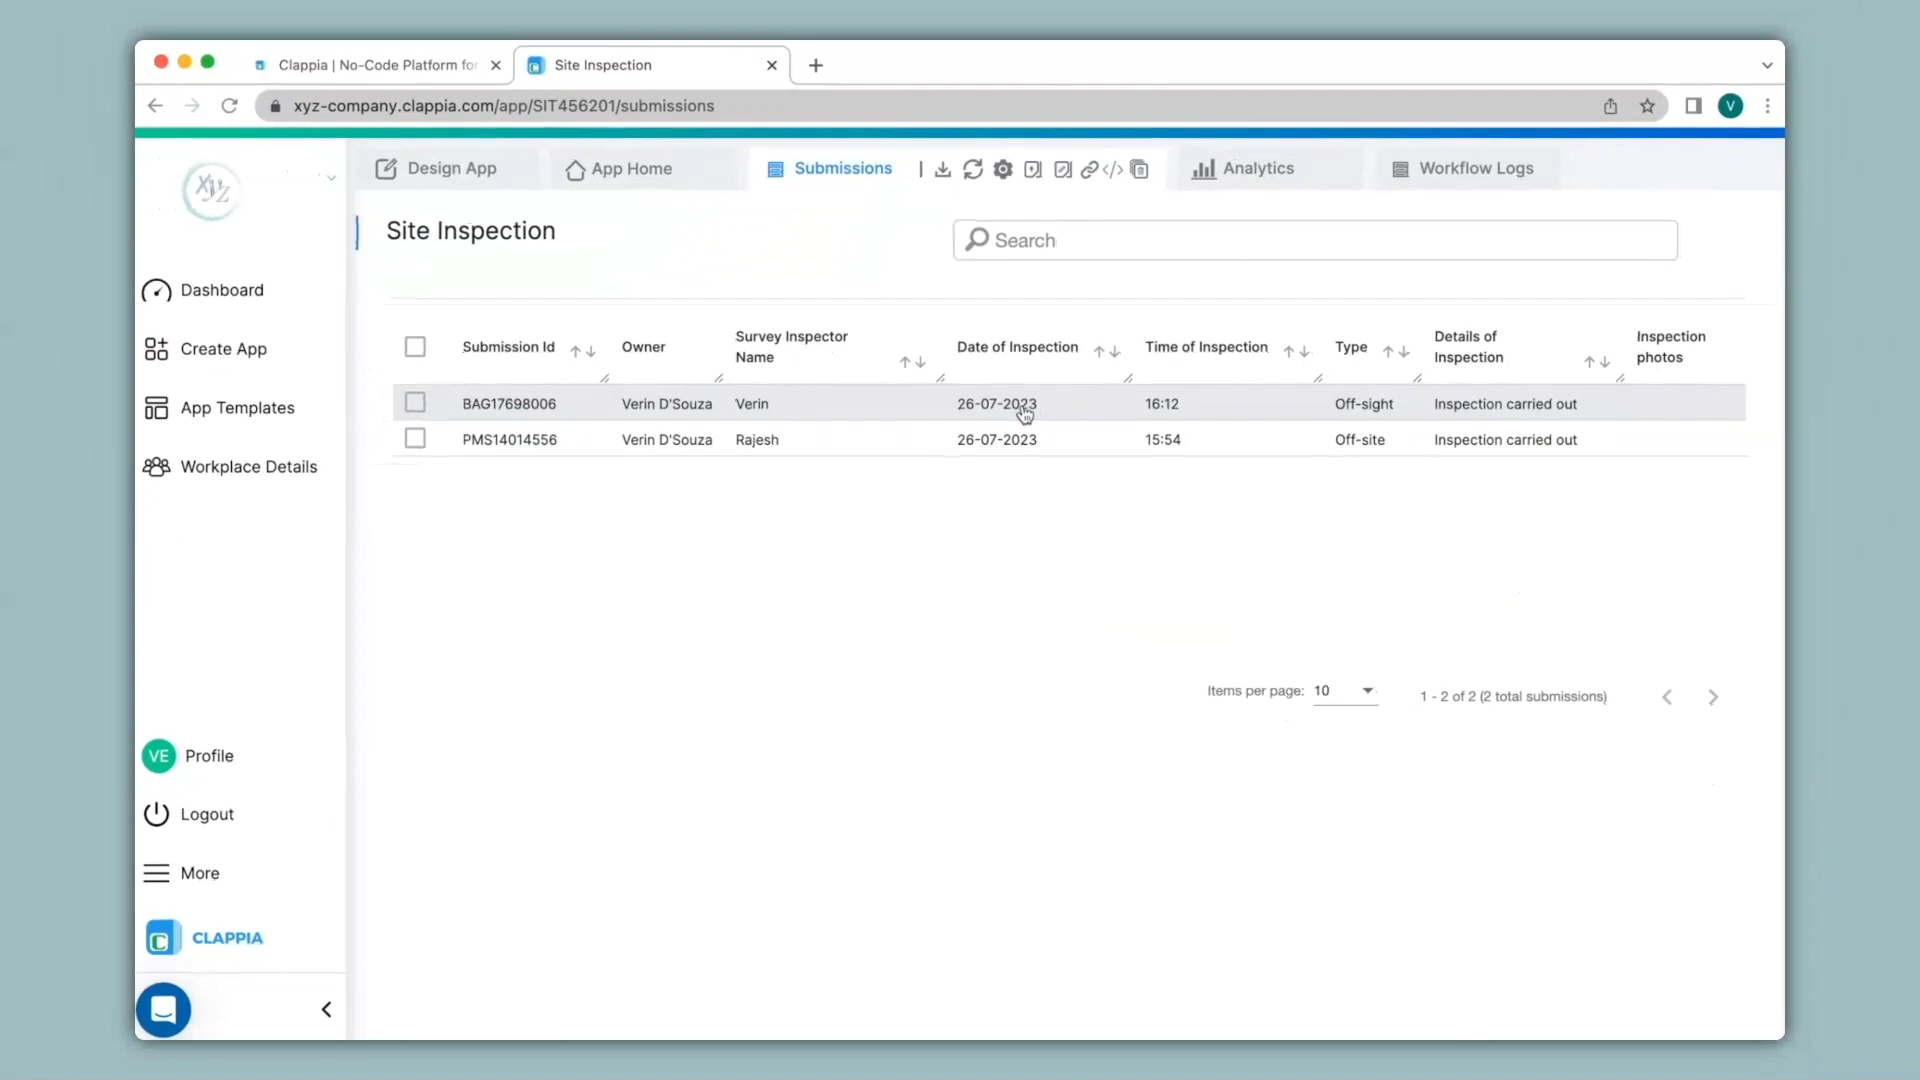 Clappia | No-Code Platform for
Site Inspection
xyz-company.clappia.com/app/SIT456201/submissions
V
XYZ
Design App
App Home
Submissions
Analytics
Workflow Logs
Site Inspection
Search
Dashboard
Create App
App Templates
Workplace Details
Submission Id
Owner
Survey Inspector
Name
Date of Inspection
Time of Inspection
Type
Details of
Inspection
Inspection
photos
BAG17698006 Verin D'Souza Verin 26-07-2023 16:12 Off-sight Inspection carried out
PMS14014556 Verin D'Souza Rajesh 26-07-2023 15:54 Off-site Inspection carried out
Items per page: 10
1 - 2 of 2 (2 total submissions)
VE Profile
Logout
More
CLAPPIA